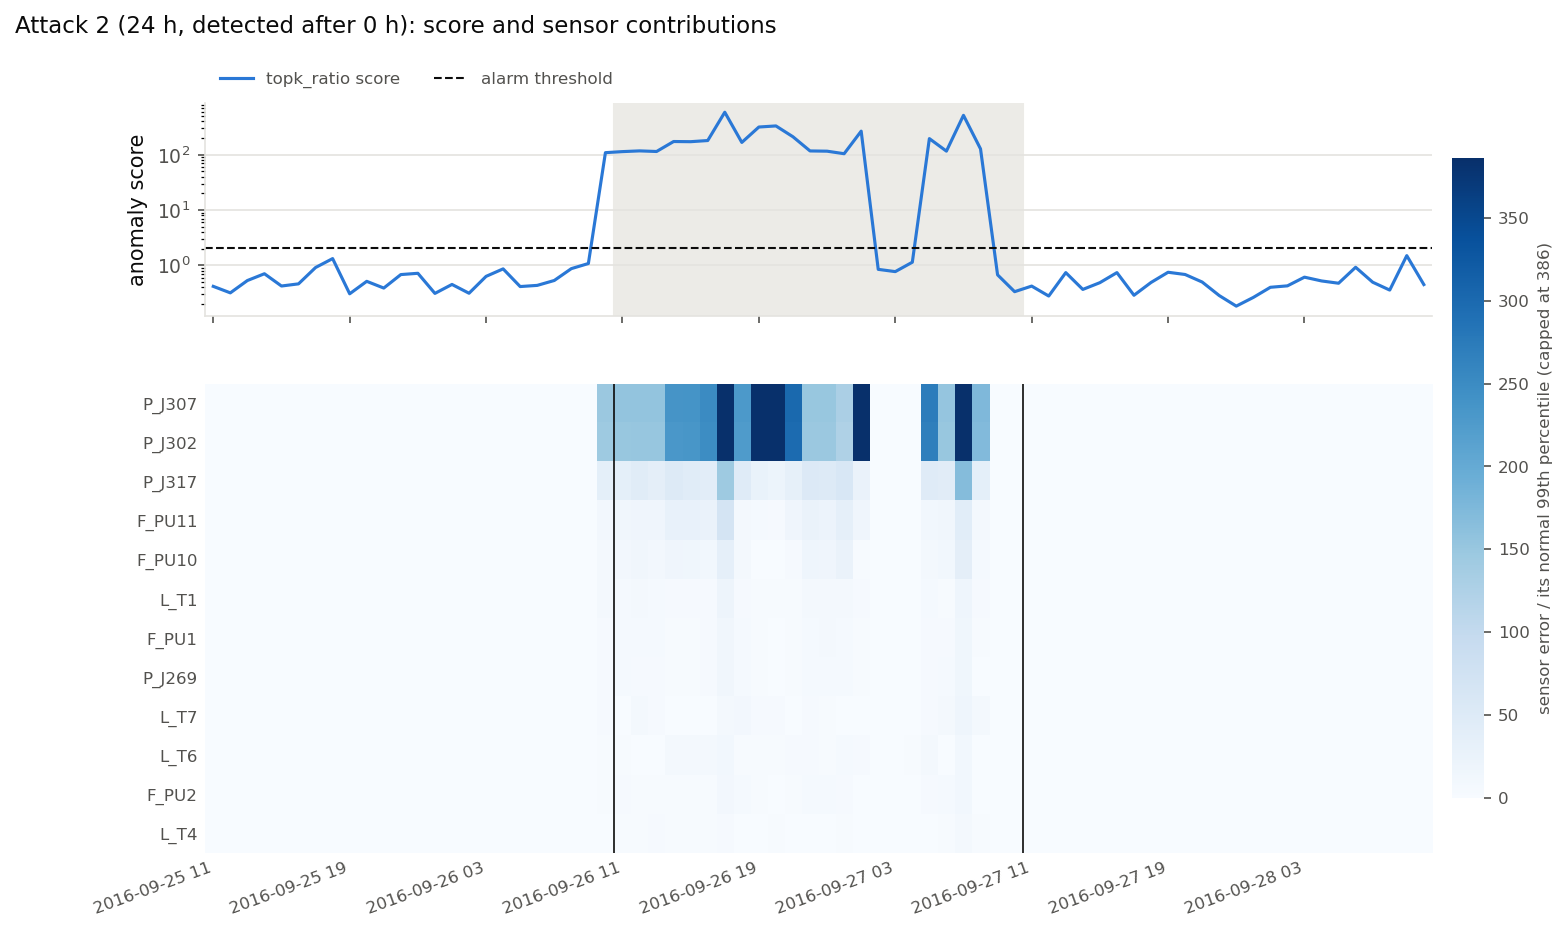 Attack 2 (24 h, detected after 0 h): score and sensor contributions
topk_ratio score
alarm threshold
anomaly score
10²
10¹
10⁰
P_J307
P_J302
P_J317
F_PU11
F_PU10
L_T1
F_PU1
P_J269
L_T7
L_T6
F_PU2
L_T4
2016-09-25 11
2016-09-25 19
2016-09-26 03
2016-09-26 11
2016-09-26 19
2016-09-27 03
2016-09-27 11
2016-09-27 19
2016-09-28 03
350
300
250
200
150
100
50
0
sensor error / its normal 99th percentile (capped at 386)